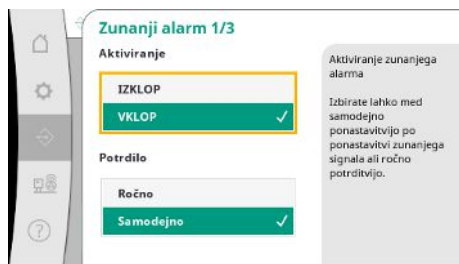 Zunanji alarm 1/3
Aktiviranje
IZKLOP
VKLOP
Potrdilo
Ročno
Samodejno
Aktiviranje zunanjega
alarma
Izbirate lahko med
samodejno
ponastavitvijo po
ponastavitvi zunanjega
signala ali ročno
potrditvijo.